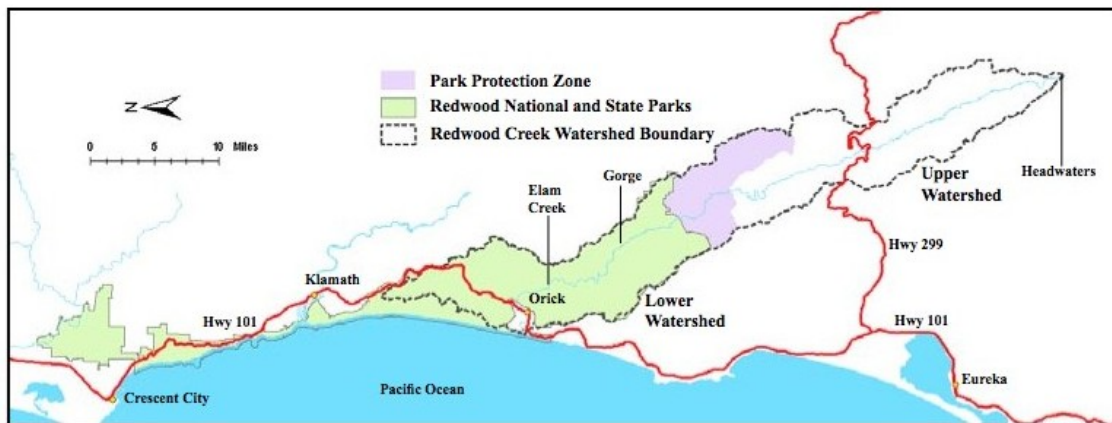 Park Protection Zone
Redwood National and State Parks
Redwood Creek Watershed Boundary
N
0 5 10 Miles
Headwaters
Upper
Watershed
Gorge
Elam
Creek
Hwy 299
Klamath
Orick
Lower
Watershed
Hwy 101
Hwy 101
Pacific Ocean
Eureka
Crescent City